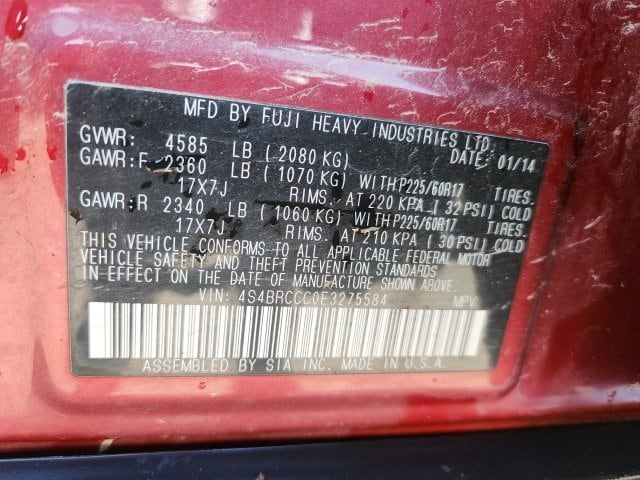 MFD BY FUJI HEAVY INDUSTRIES LTD.
GVWR: 4585 LB (2080 KG) DATE: 01/14
GAWR:F 2360 LB (1070 KG) WITH P225/60R17 TIRES.
17X7J RIMS. AT 220 KPA (32 PSI) COLD
GAWR:R 2340 LB (1060 KG) WITH P225/60R17 TIRES.
17X7J RIMS. AT 210 KPA (30 PSI) COLD
THIS VEHICLE CONFORMS TO ALL APPLICABLE FEDERAL MOTOR
VEHICLE SAFETY AND THEFT PREVENTION STANDARDS
IN EFFECT ON THE DATE OF MANUFACTURE SHOWN ABOVE.
VIN: 4S4BRCCC0E3275584 MPV
ASSEMBLED BY SIA INC. MADE IN U.S.A.